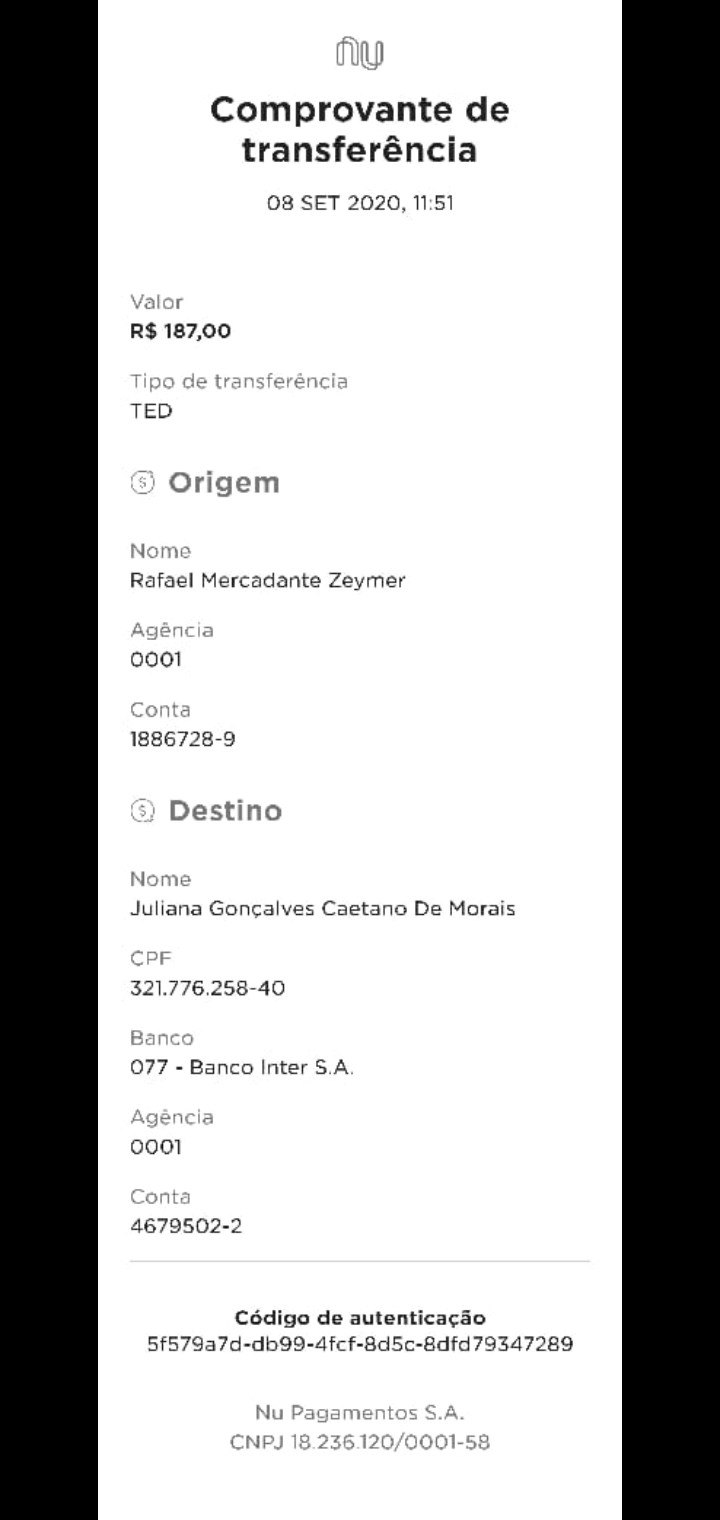 nu
Comprovante de
transferência
08 SET 2020, 11:51
Valor
R$ 187,00
Tipo de transferência
TED
Origem
Nome
Rafael Mercadante Zeymer
Agência
0001
Conta
1886728-9
Destino
Nome
Juliana Gonçalves Caetano De Morais
CPF
321.776.258-40
Banco
077 - Banco Inter S.A.
Agência
0001
Conta
4679502-2
Código de autenticação
5f579a7d-db99-4fcf-8d5c-8dfd79347289
Nu Pagamentos S.A.
CNPJ 18.236.120/0001-58